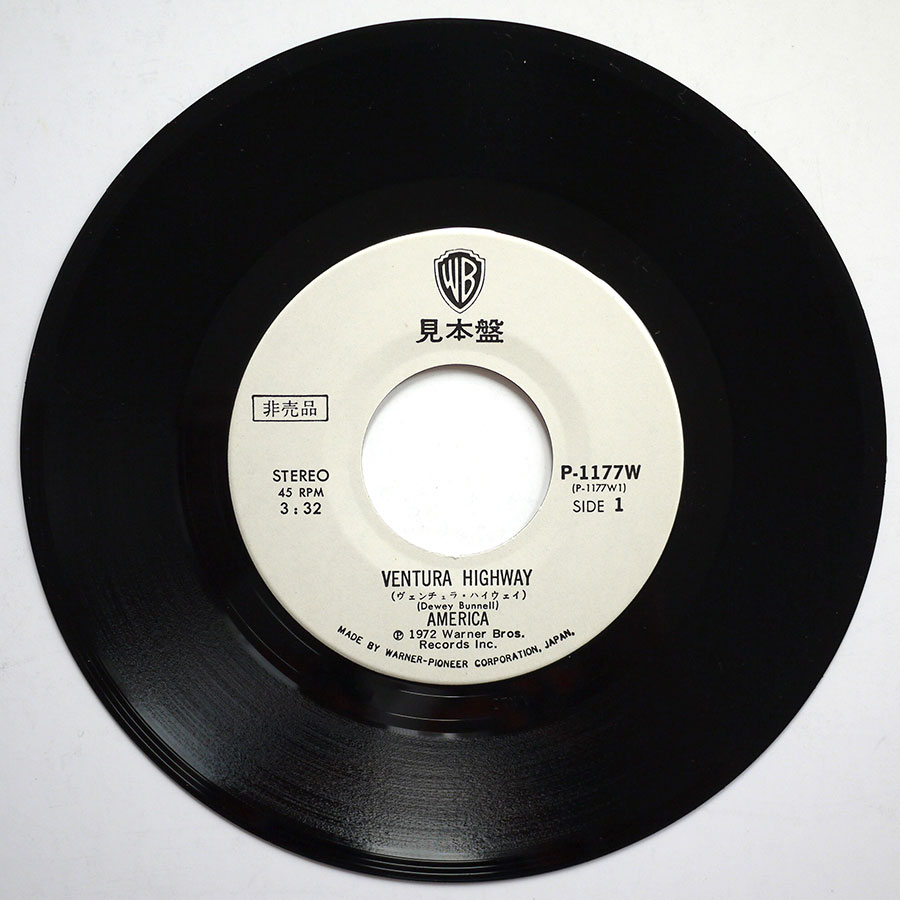 WB
見本盤
非売品
STEREO
45 RPM
3:32
P-1177W
(P-1177W1)
SIDE 1
VENTURA HIGHWAY
(ヴェンチュラ・ハイウェイ)
(Dewey Bunnell)
AMERICA
Ⓟ 1972 Warner Bros.
Records Inc.
MADE BY WARNER-PIONEER CORPORATION, JAPAN.